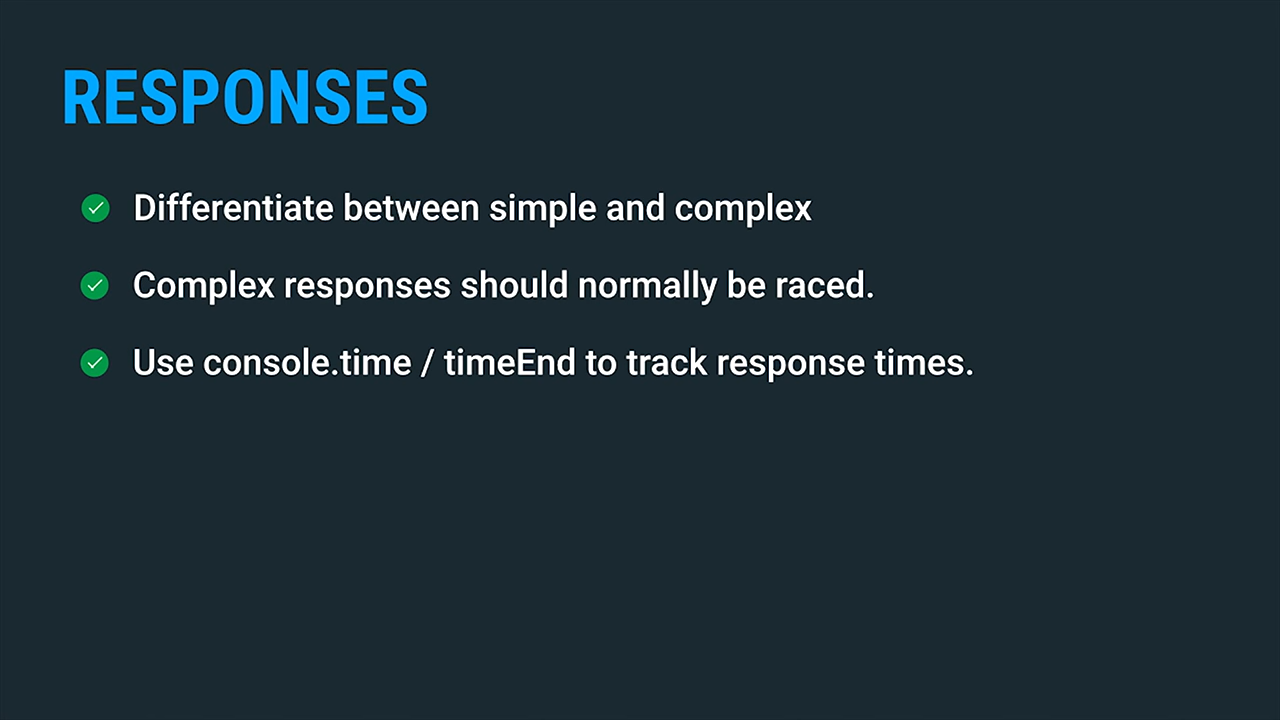 RESPONSES
Differentiate between simple and complex
Complex responses should normally be raced.
Use console.time / timeEnd to track response times.